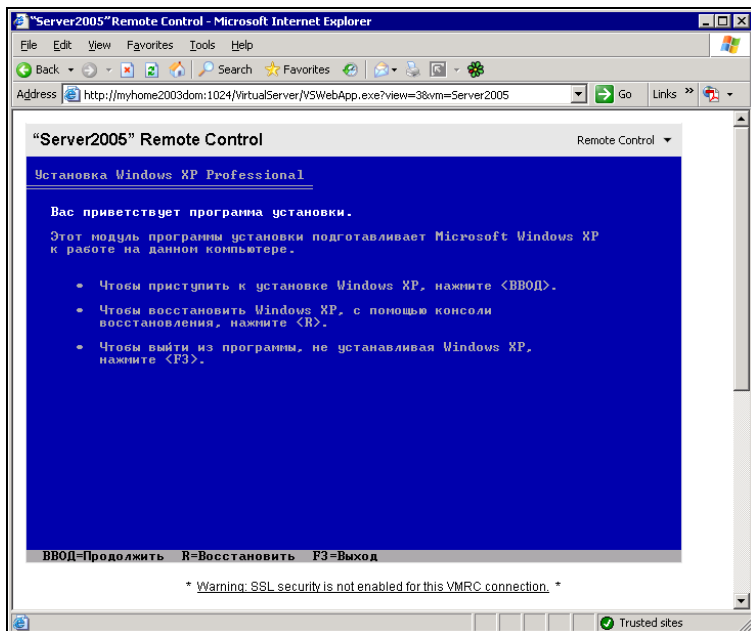 "Server2005"Remote Control - Microsoft Internet Explorer
File Edit View Favorites Tools Help
Back Search Favorites
Address http://myhome2003dom:1024/VirtualServer/VSWebApp.exe?view=3&vm=Server2005 Go Links »
"Server2005" Remote Control Remote Control
Установка Windows XP Professional
Вас приветствует программа установки.
Этот модуль программы установки подготавливает Microsoft Windows XP
к работе на данном компьютере.
• Чтобы приступить к установке Windows XP, нажмите <ВВОД>.
• Чтобы восстановить Windows XP, с помощью консоли
восстановления, нажмите <R>.
• Чтобы выйти из программы, не устанавливая Windows XP,
нажмите <F3>.
ВВОД=Продолжить R=Восстановить F3=Выход
* Warning: SSL security is not enabled for this VMRC connection. *
Trusted sites